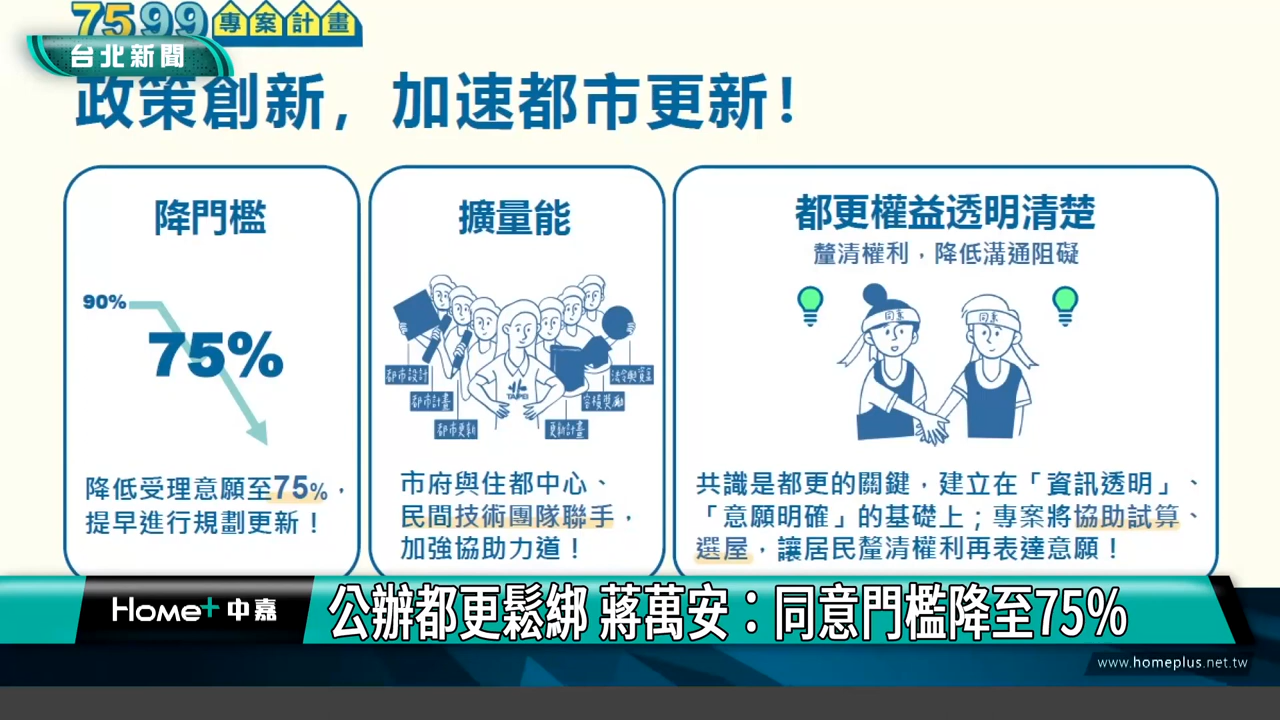 7599專案計畫
台北新聞
政策創新，加速都市更新！
降門檻
90%
75%
降低受理意願至75%，
提早進行規劃更新！
擴量能
都市設計
都市計畫
都市更新
TAIPEI
法令與資金
容積獎勵
更新計畫
市府與住都中心、
民間技術團隊聯手，
加強協助力道！
都更權益透明清楚
釐清權利，降低溝通阻礙
同意
同意
共識是都更的關鍵，建立在「資訊透明」、
「意願明確」的基礎上；專案將協助試算、
選屋，讓居民釐清權利再表達意願！
Home+中嘉
公辦都更鬆綁 蔣萬安：同意門檻降至75%
www.homeplus.net.tw